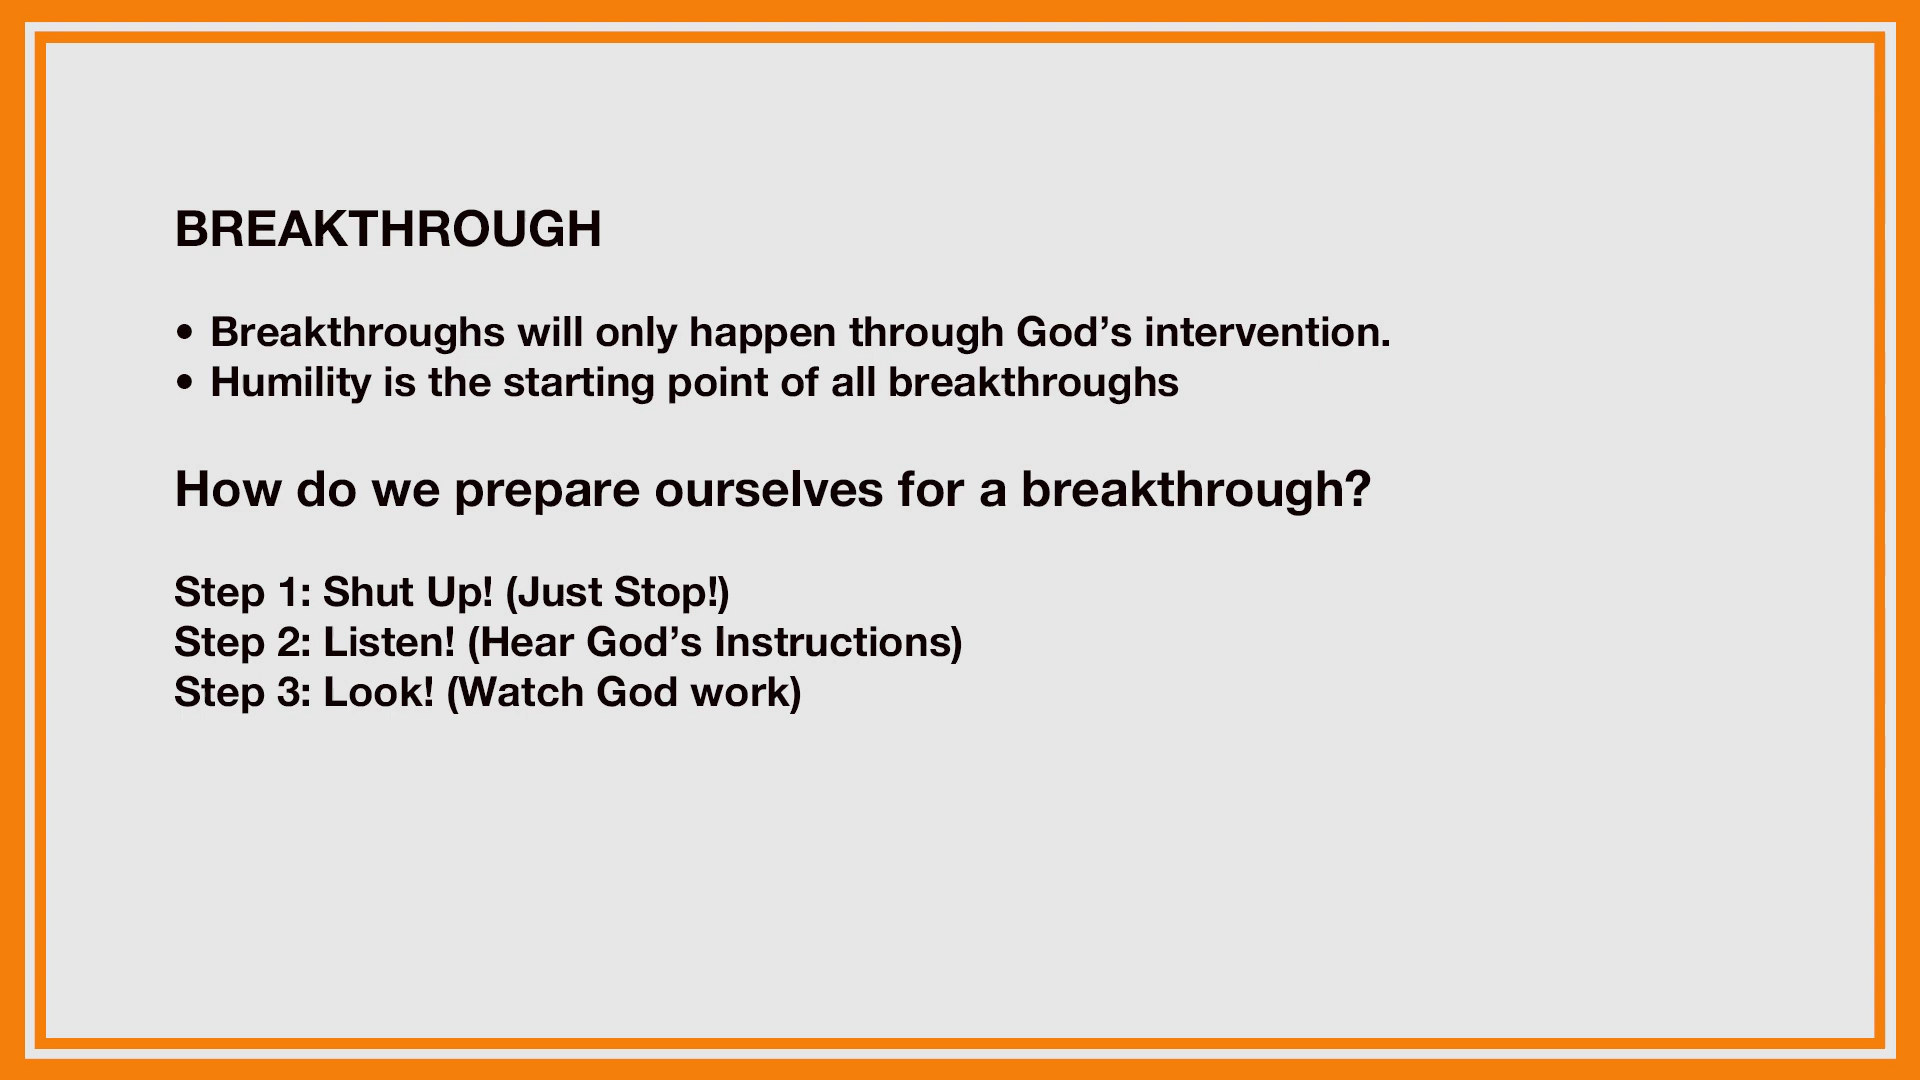 BREAKTHROUGH
• Breakthroughs will only happen through God’s intervention.
• Humility is the starting point of all breakthroughs
How do we prepare ourselves for a breakthrough?
Step 1: Shut Up! (Just Stop!)
Step 2: Listen! (Hear God’s Instructions)
Step 3: Look! (Watch God work)